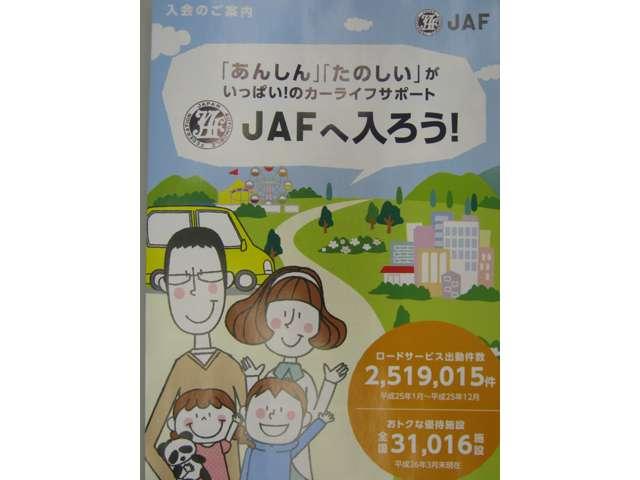 入会のご案内
JAF
「あんしん」「たのしい」が
いっぱい!のカーライフサポート
JAFへ入ろう!
ロードサービス出動件数
2,519,015件
平成25年1月～平成25年12月
おトクな優待施設
全国31,016施設
平成26年3月末現在